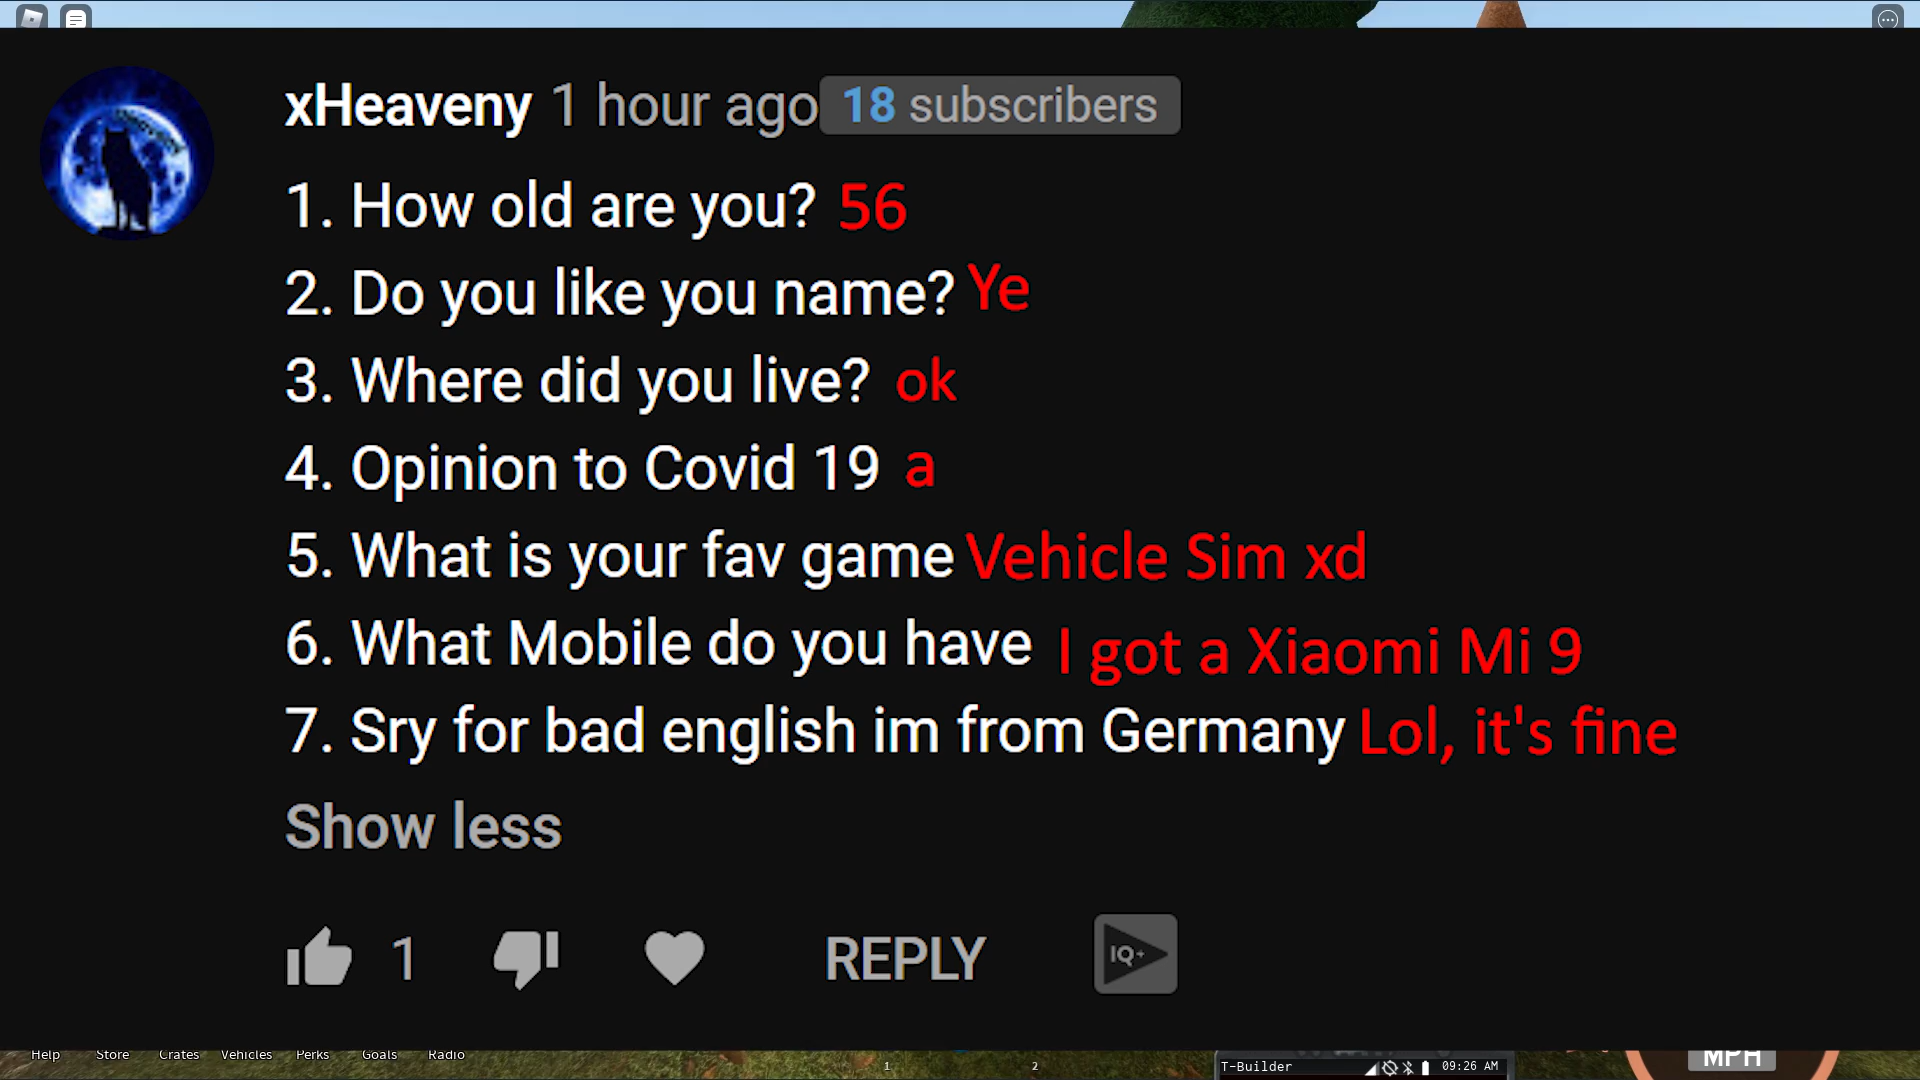 xHeaveny 1 hour ago 18 subscribers
1. How old are you? 56
2. Do you like you name? Ye
3. Where did you live? ok
4. Opinion to Covid 19 a
5. What is your fav game Vehicle Sim xd
6. What Mobile do you have I got a Xiaomi Mi 9
7. Sry for bad english im from Germany Lol, it's fine
Show less
1 REPLY IQ+
Help Store Crates Vehicles Perks Goals Radio 1 2 MPH
T-Builder 09:26 AM